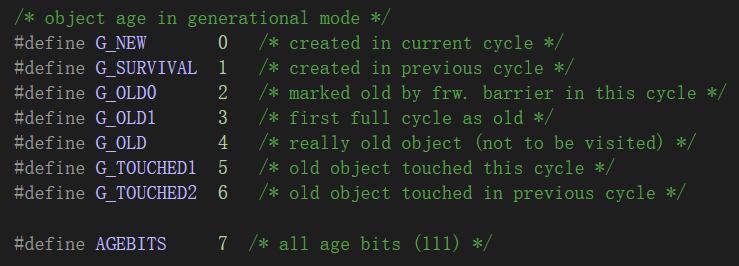 /* object age in generational mode */
#define G_NEW 0 /* created in current cycle */
#define G_SURVIVAL 1 /* created in previous cycle */
#define G_OLD0 2 /* marked old by frw. barrier in this cycle */
#define G_OLD1 3 /* first full cycle as old */
#define G_OLD 4 /* really old object (not to be visited) */
#define G_TOUCHED1 5 /* old object touched this cycle */
#define G_TOUCHED2 6 /* old object touched in previous cycle */
#define AGEBITS 7 /* all age bits (111) */